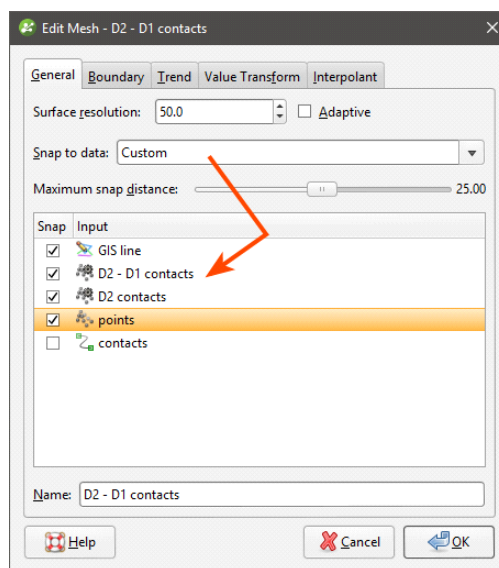 Edit Mesh - D2 - D1 contacts
General Boundary Trend Value Transform Interpolant
Surface resolution: 50.0 Adaptive
Snap to data: Custom
Maximum snap distance: 25.00
Snap Input
GIS line
D2 - D1 contacts
D2 contacts
points
contacts
Name: D2 - D1 contacts
Help Cancel OK